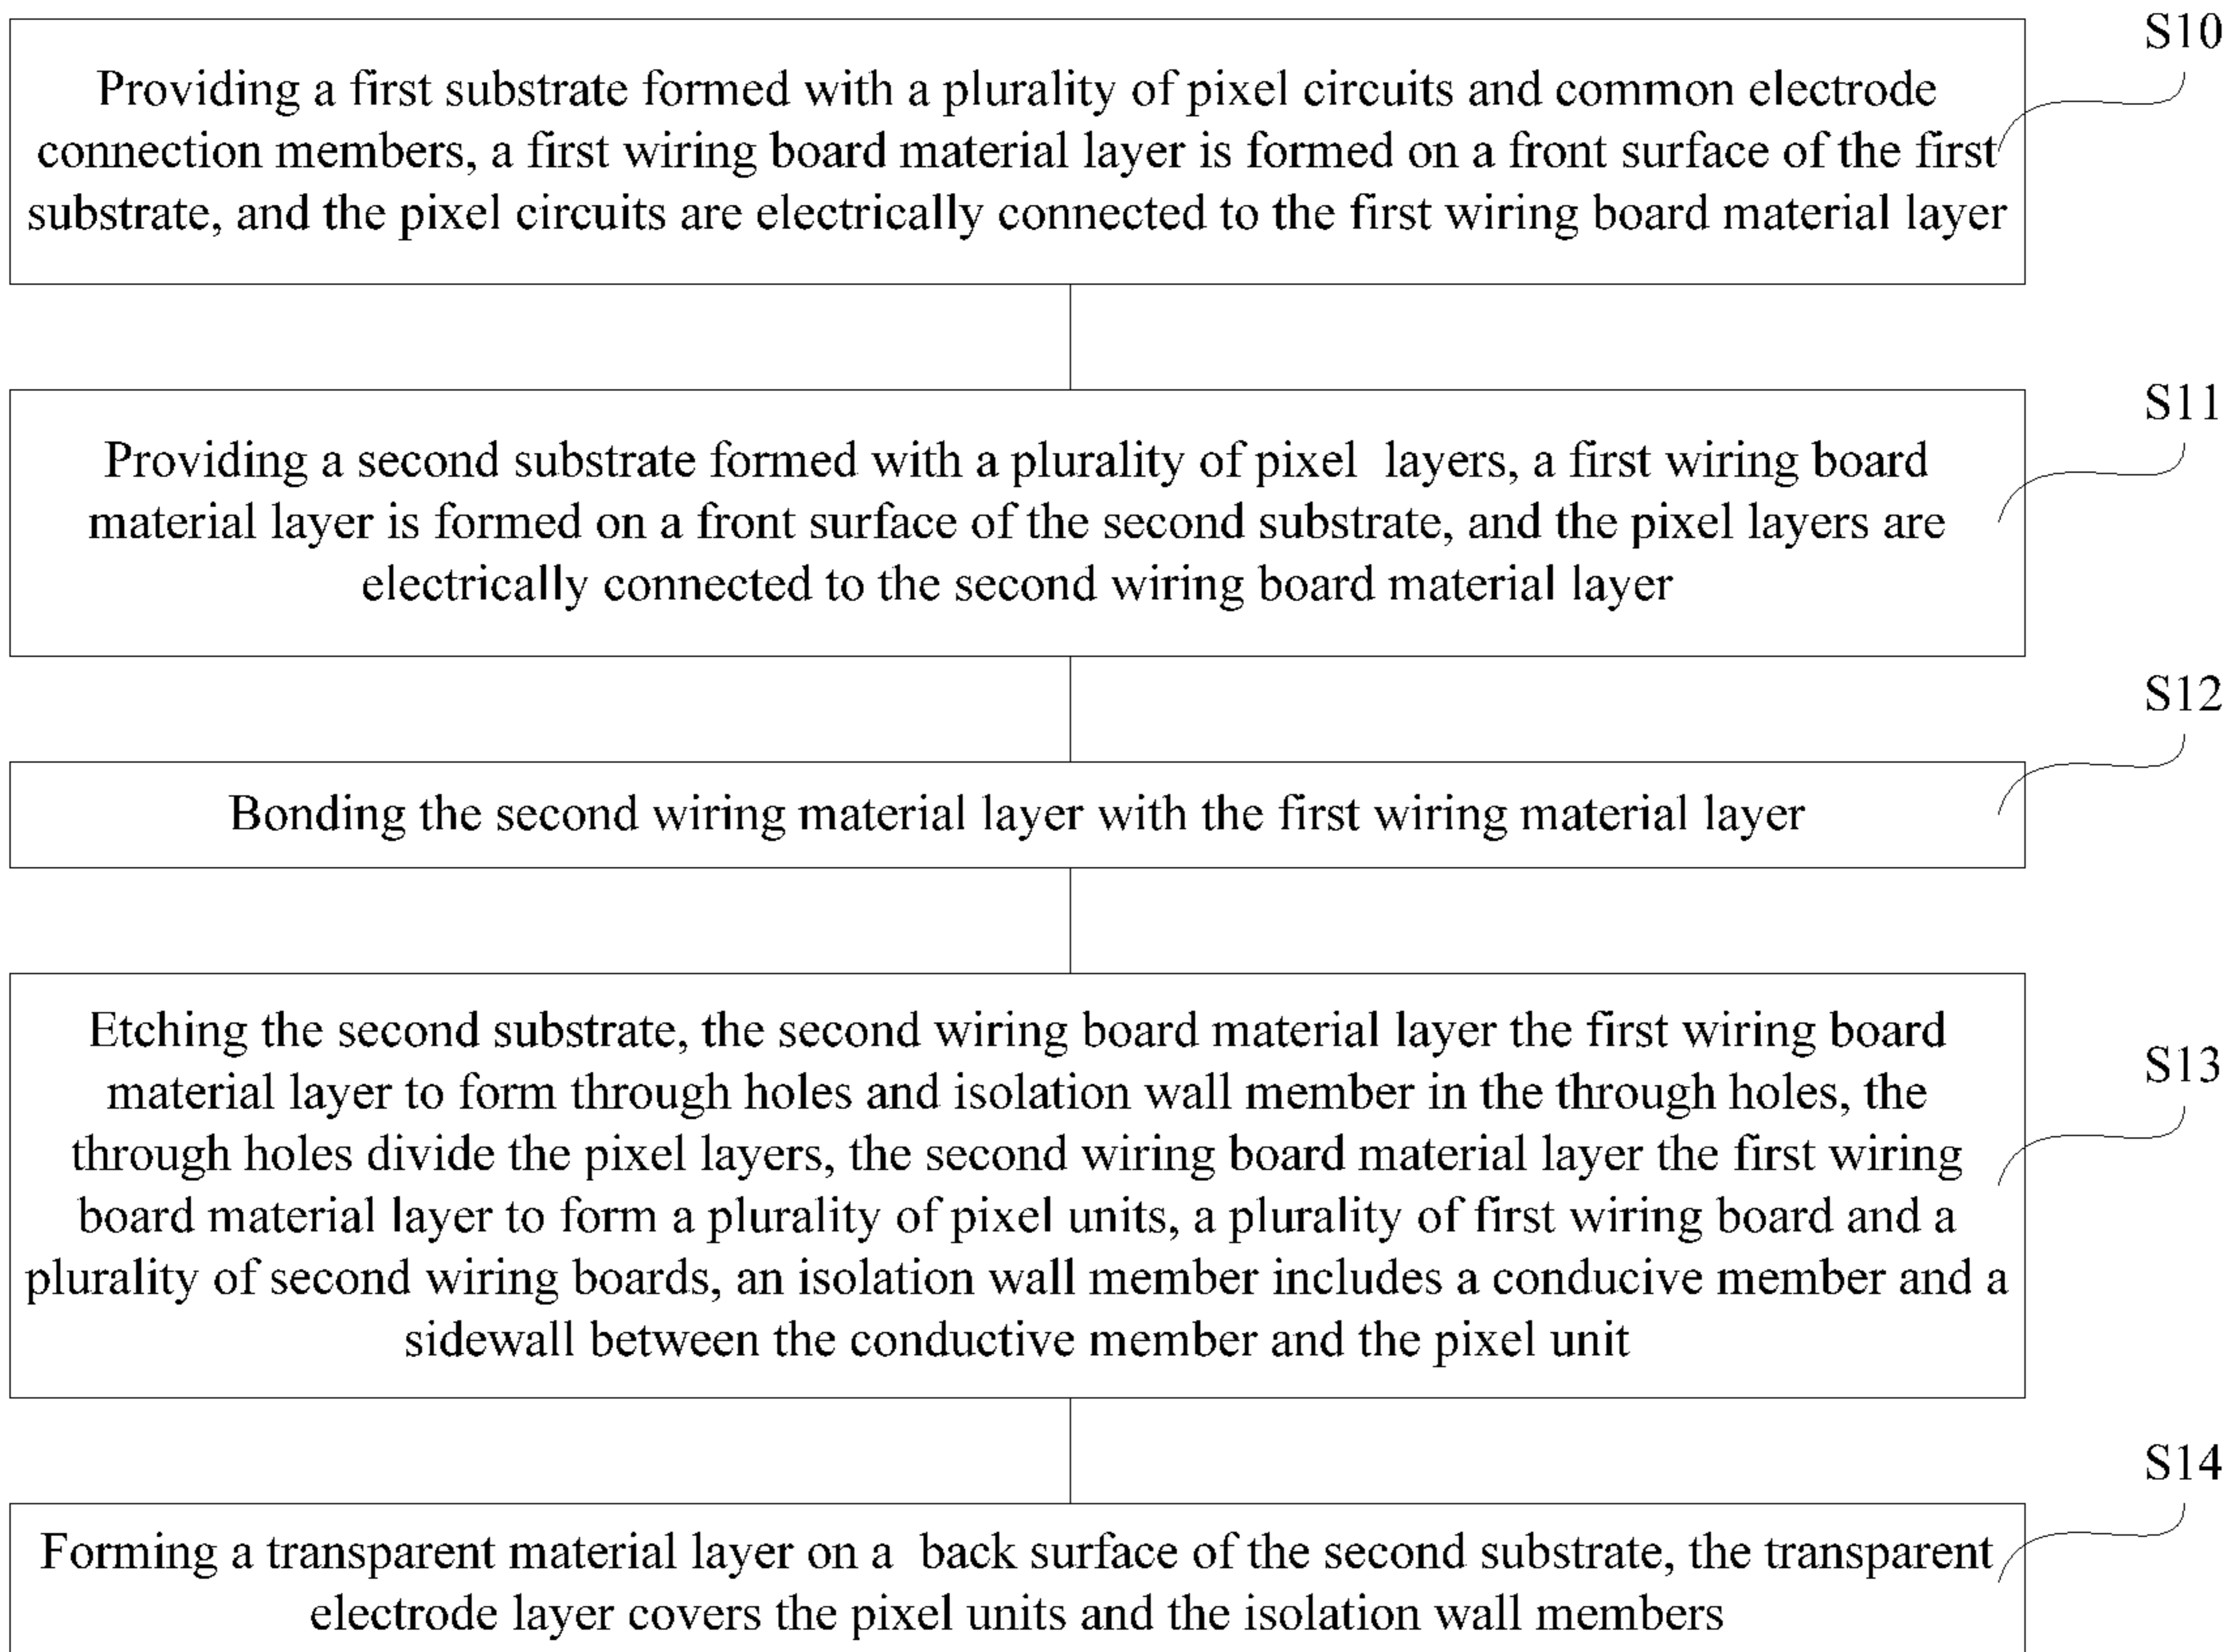 S10
Providing a first substrate formed with a plurality of pixel circuits and common electrode
connection members, a first wiring board material layer is formed on a front surface of the first
substrate, and the pixel circuits are electrically connected to the first wiring board material layer
S11
Providing a second substrate formed with a plurality of pixel layers, a first wiring board
material layer is formed on a front surface of the second substrate, and the pixel layers are
electrically connected to the second wiring board material layer
S12
Bonding the second wiring material layer with the first wiring material layer
S13
Etching the second substrate, the second wiring board material layer the first wiring board
material layer to form through holes and isolation wall member in the through holes, the
through holes divide the pixel layers, the second wiring board material layer the first wiring
board material layer to form a plurality of pixel units, a plurality of first wiring board and a
plurality of second wiring boards, an isolation wall member includes a conducive member and a
sidewall between the conductive member and the pixel unit
S14
Forming a transparent material layer on a back surface of the second substrate, the transparent
electrode layer covers the pixel units and the isolation wall members